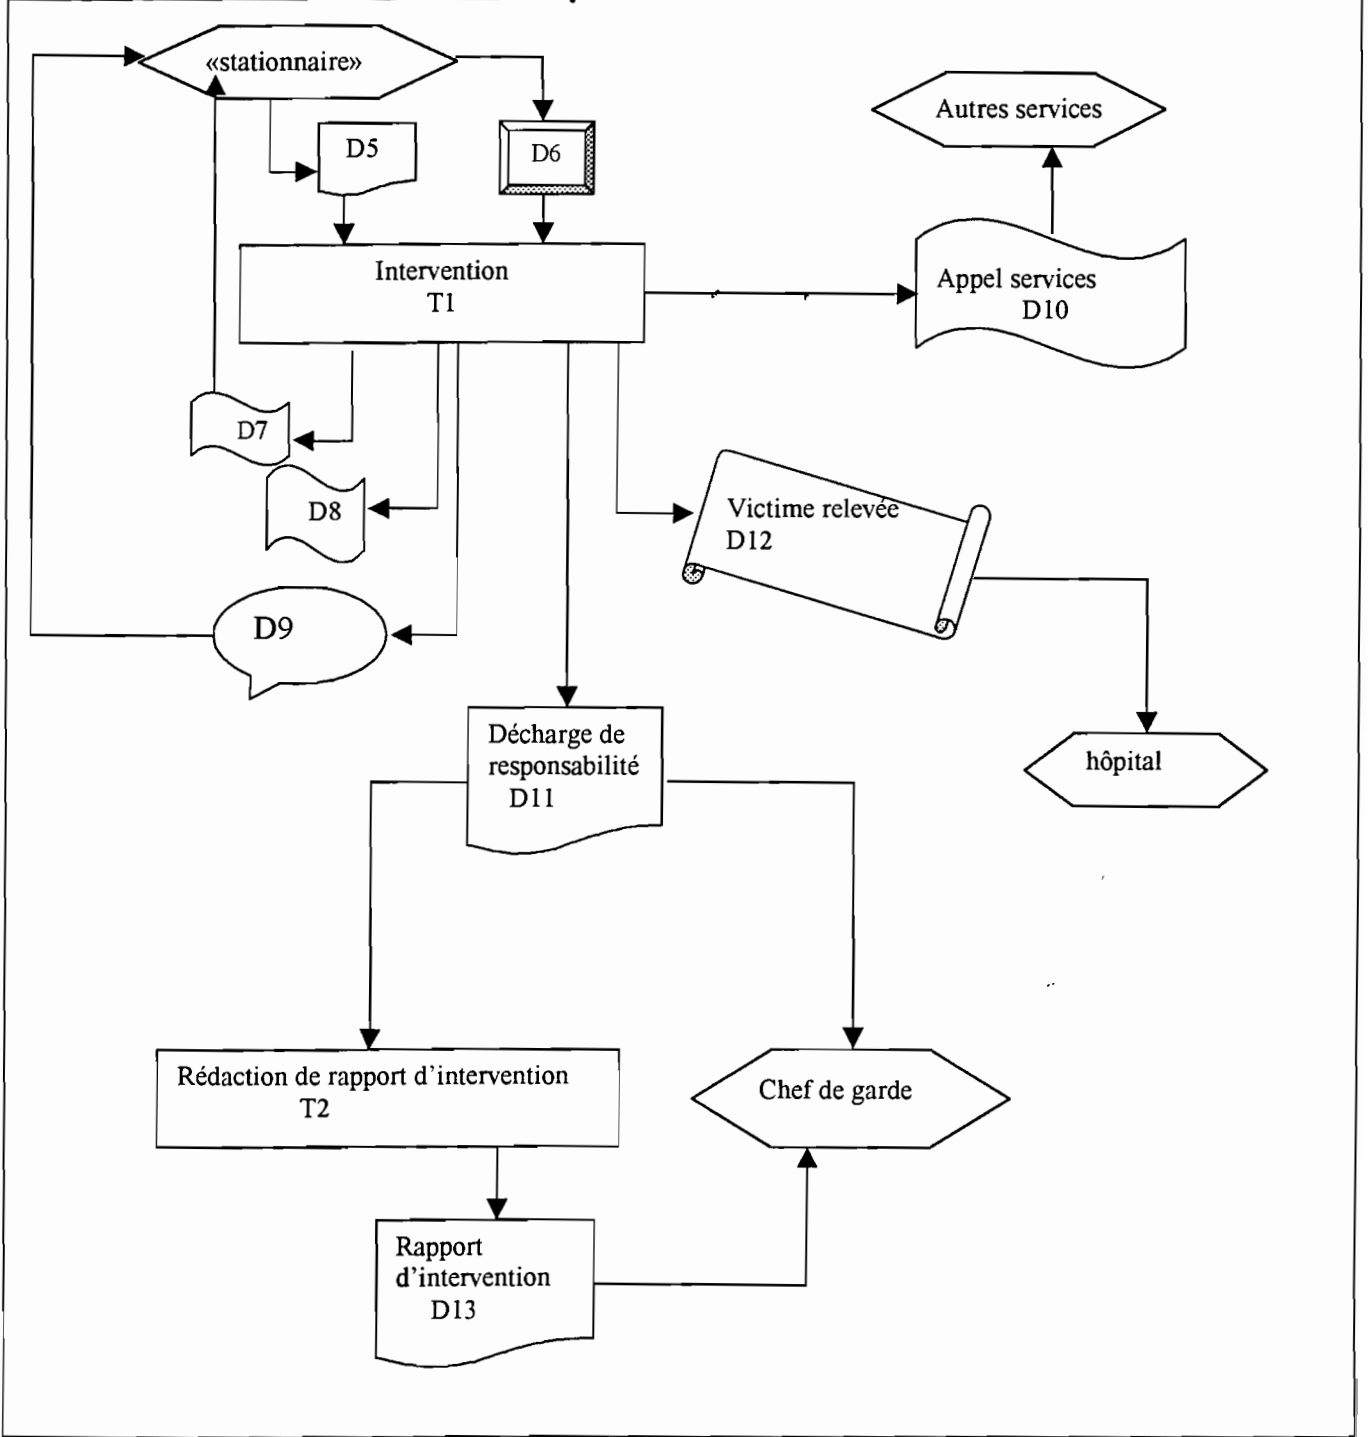 «stationnaire»
Autres services
D5
D6
Intervention
T1
Appel services
D10
D7
D8
Victime relevée
D12
D9
Décharge de
responsabilité
D11
hôpital
Rédaction de rapport d’intervention
T2
Chef de garde
Rapport
d’intervention
D13